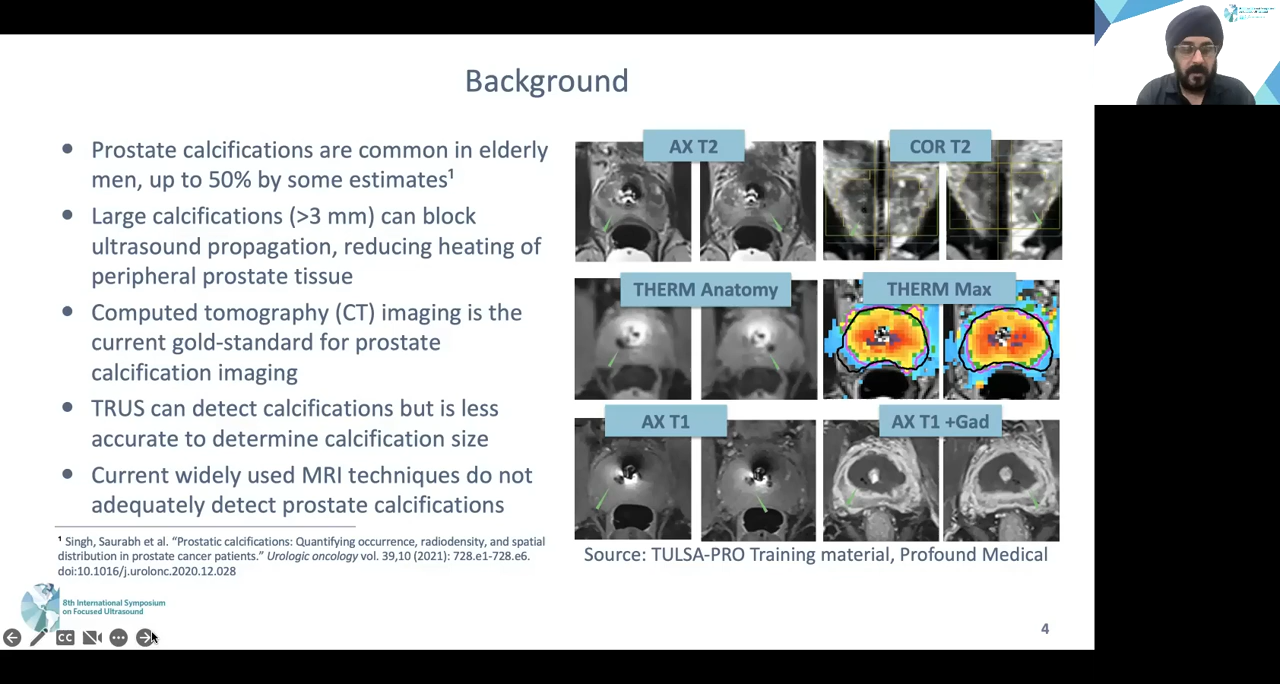 Background
• Prostate calcifications are common in elderly
men, up to 50% by some estimates¹
• Large calcifications (>3 mm) can block
ultrasound propagation, reducing heating of
peripheral prostate tissue
• Computed tomography (CT) imaging is the
current gold-standard for prostate
calcification imaging
• TRUS can detect calcifications but is less
accurate to determine calcification size
• Current widely used MRI techniques do not
adequately detect prostate calcifications
¹ Singh, Saurabh et al. “Prostatic calcifications: Quantifying occurrence, radiodensity, and spatial
distribution in prostate cancer patients.” Urologic oncology vol. 39,10 (2021): 728.e1-728.e6.
doi:10.1016/j.urolonc.2020.12.028
AX T2
COR T2
THERM Anatomy
THERM Max
AX T1
AX T1 +Gad
Source: TULSA-PRO Training material, Profound Medical
8th International Symposium
on Focused Ultrasound
CC
4